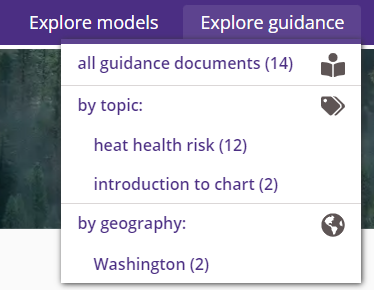 Explore models Explore guidance
all guidance documents (14)
by topic:
heat health risk (12)
introduction to chart (2)
by geography:
Washington (2)